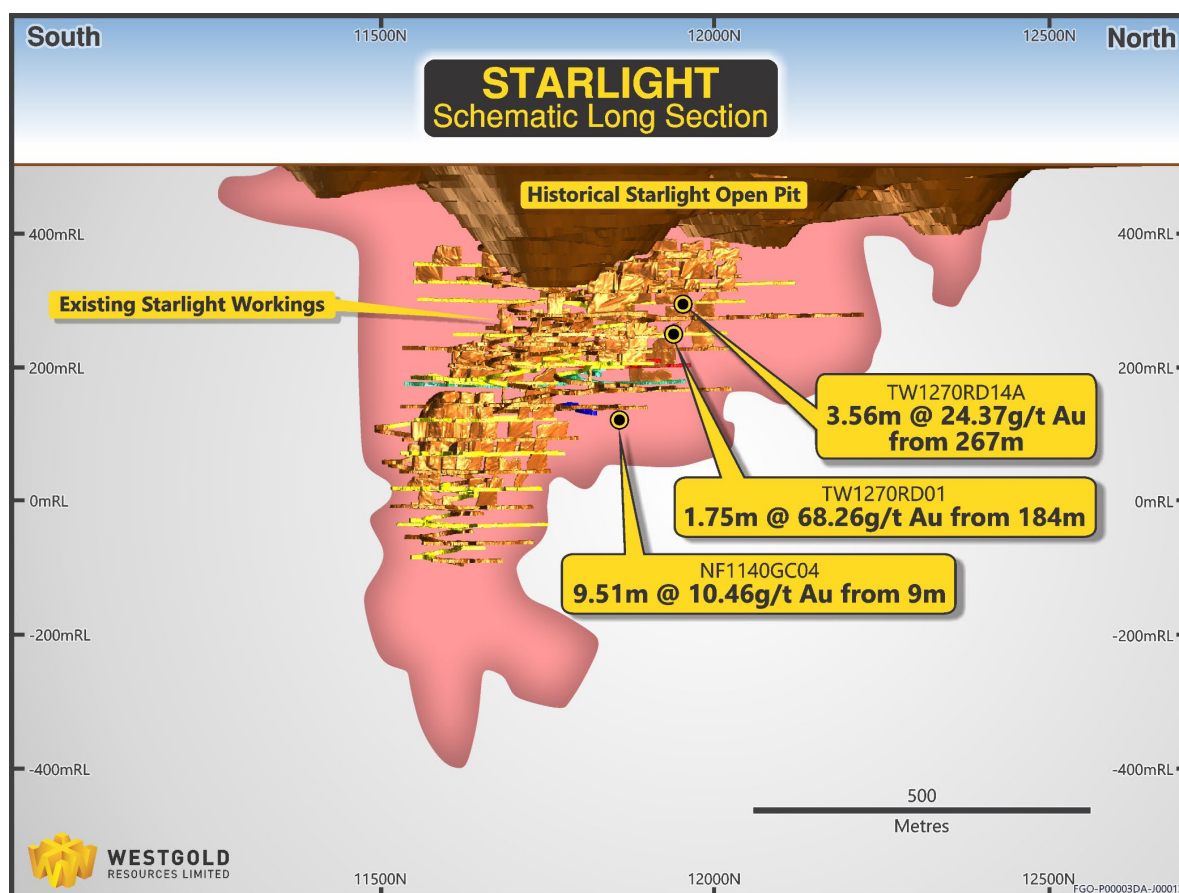 South
11500N
12000N
12500N
North
STARLIGHT
Schematic Long Section
Historical Starlight Open Pit
400mRL
400mRL
Existing Starlight Workings
200mRL
200mRL
TW1270RD14A
3.56m @ 24.37g/t Au
from 267m
TW1270RD01
1.75m @ 68.26g/t Au from 184m
0mRL
0mRL
NF1140GC04
9.51m @ 10.46g/t Au from 9m
-200mRL
-200mRL
-400mRL
-400mRL
500
Metres
WESTGOLD
RESOURCES LIMITED
11500N
12000N
12500N